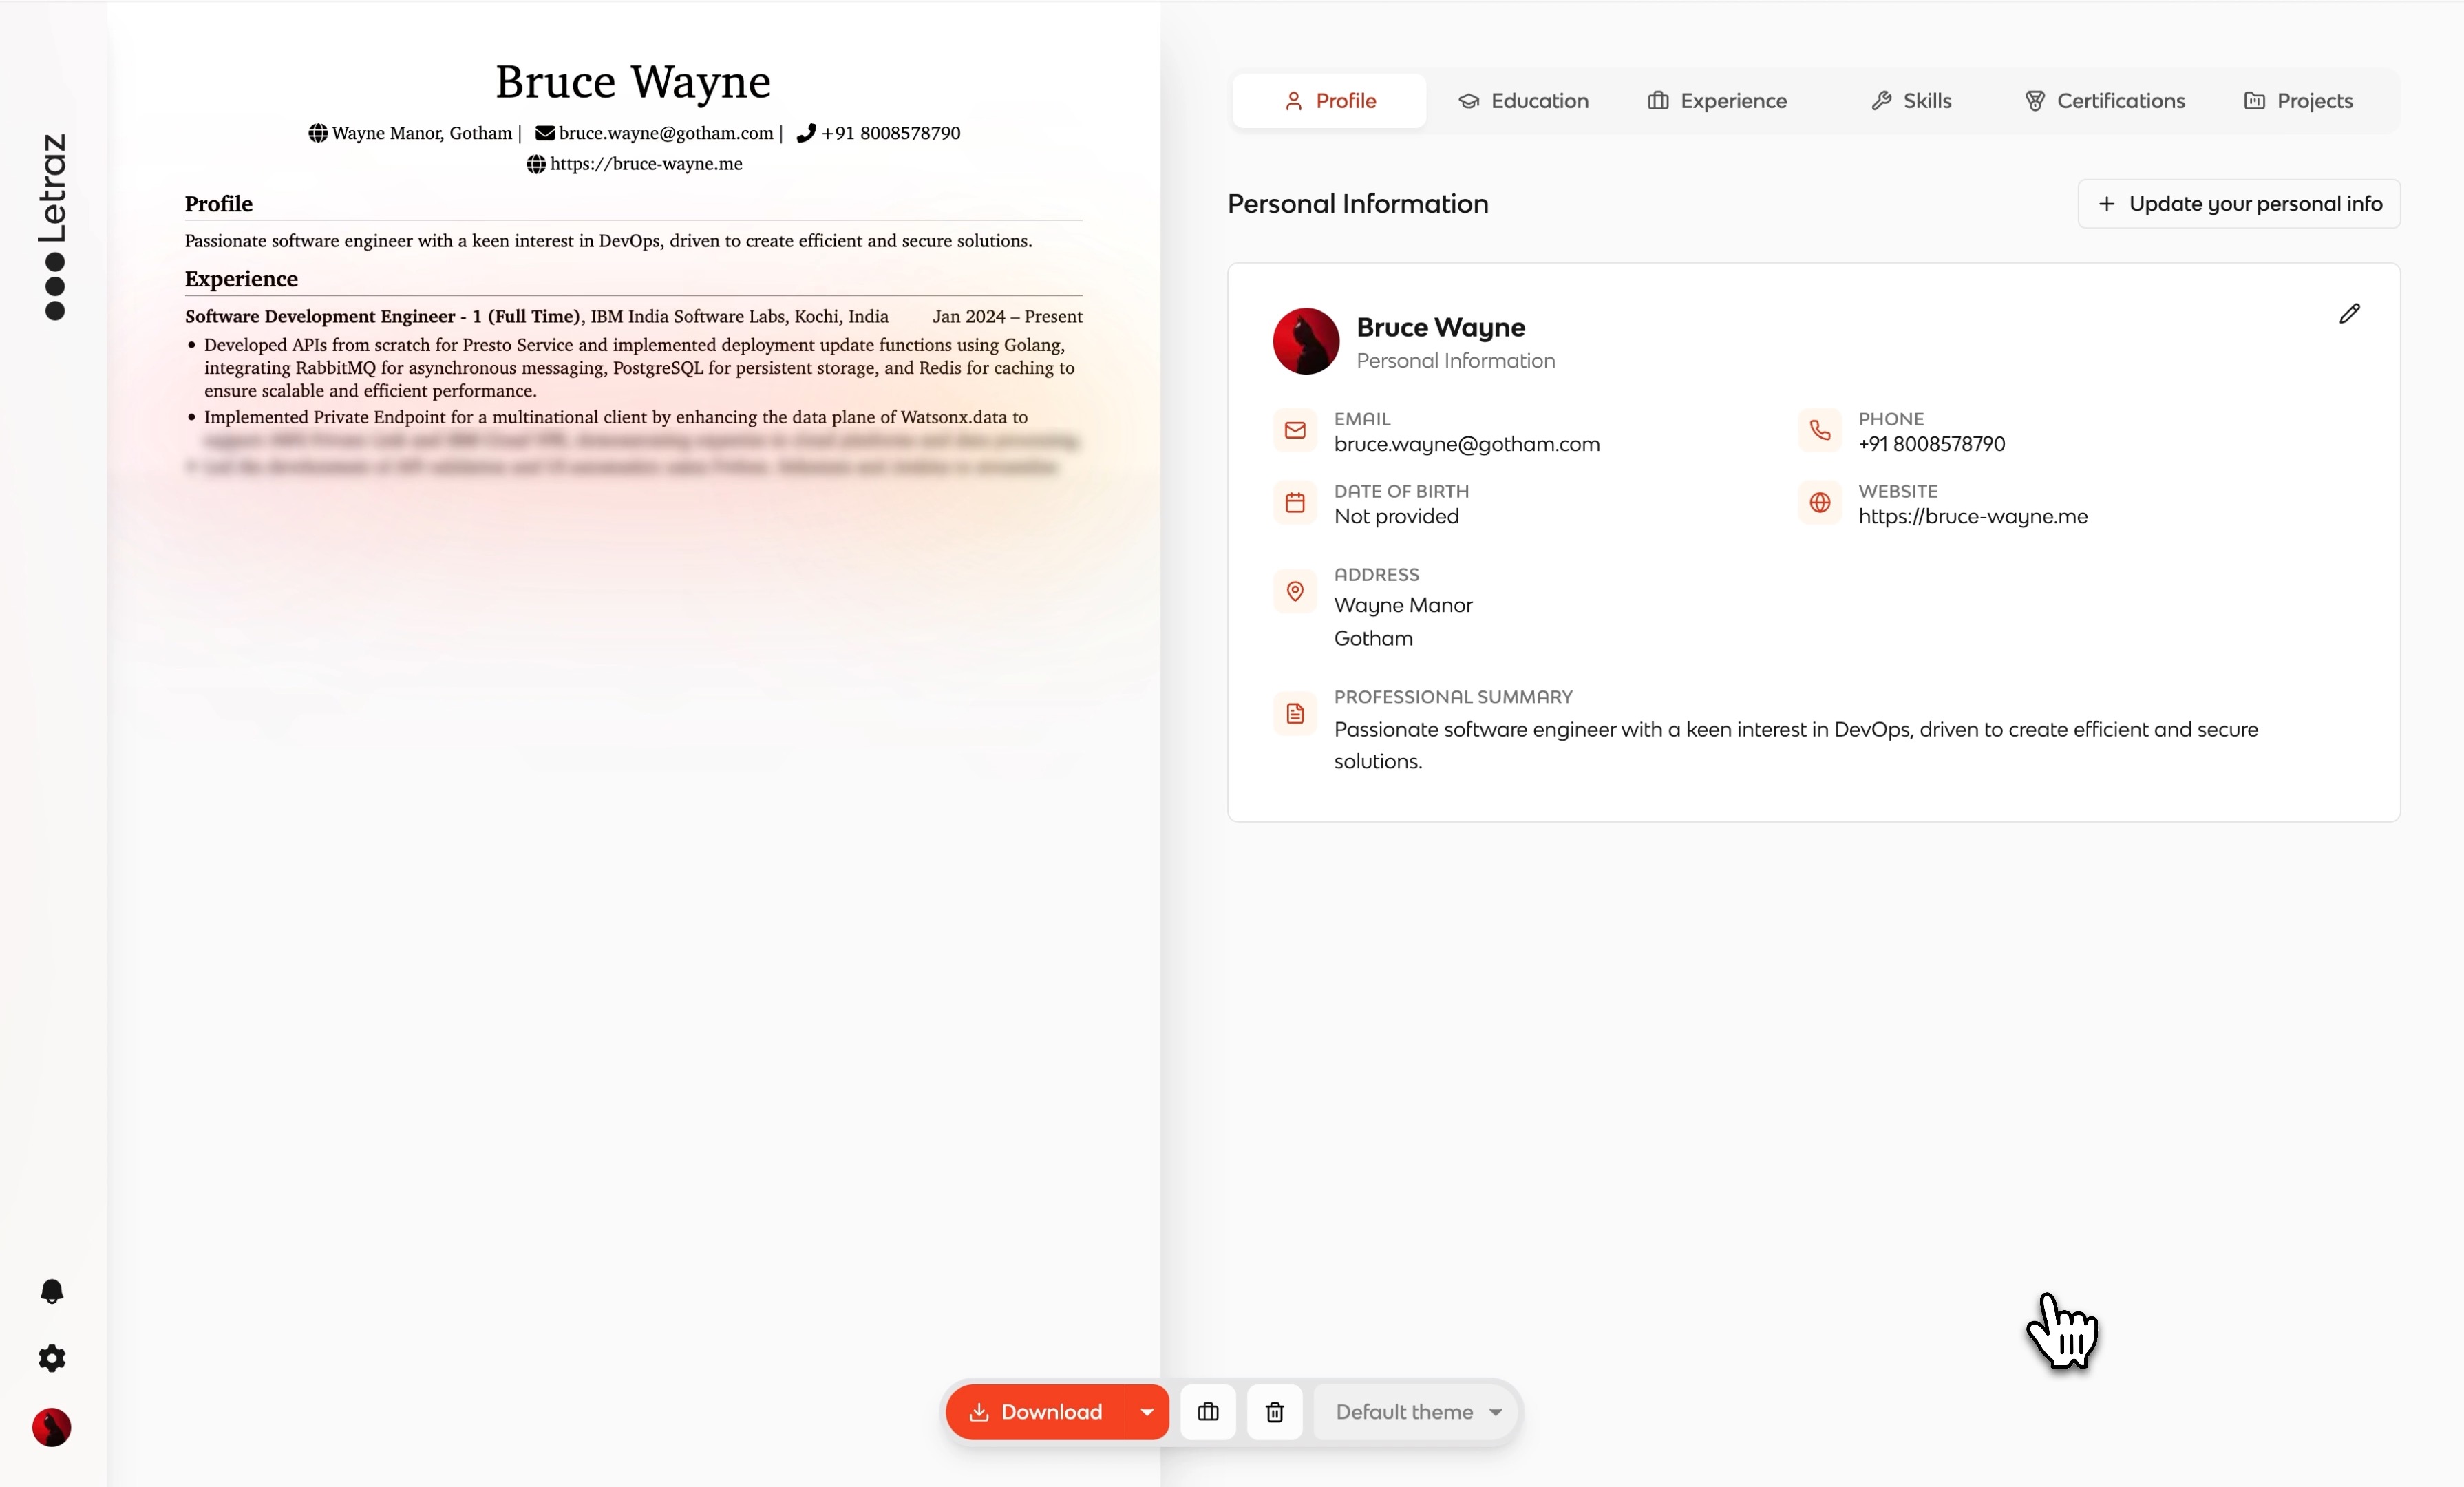 Letraz
Bruce Wayne
Wayne Manor, Gotham | bruce.wayne@gotham.com | +91 8008578790
https://bruce-wayne.me
Profile
Passionate software engineer with a keen interest in DevOps, driven to create efficient and secure solutions.
Experience
Software Development Engineer - 1 (Full Time), IBM India Software Labs, Kochi, India Jan 2024 – Present
• Developed APIs from scratch for Presto Service and implemented deployment update functions using Golang,
integrating RabbitMQ for asynchronous messaging, PostgreSQL for persistent storage, and Redis for caching to
ensure scalable and efficient performance.
• Implemented Private Endpoint for a multinational client by enhancing the data plane of Watsonx.data to
Profile Education Experience Skills Certifications Projects
Personal Information
+ Update your personal info
Bruce Wayne
Personal Information
EMAIL
bruce.wayne@gotham.com
PHONE
+91 8008578790
DATE OF BIRTH
Not provided
WEBSITE
https://bruce-wayne.me
ADDRESS
Wayne Manor
Gotham
PROFESSIONAL SUMMARY
Passionate software engineer with a keen interest in DevOps, driven to create efficient and secure
solutions.
Download
Default theme